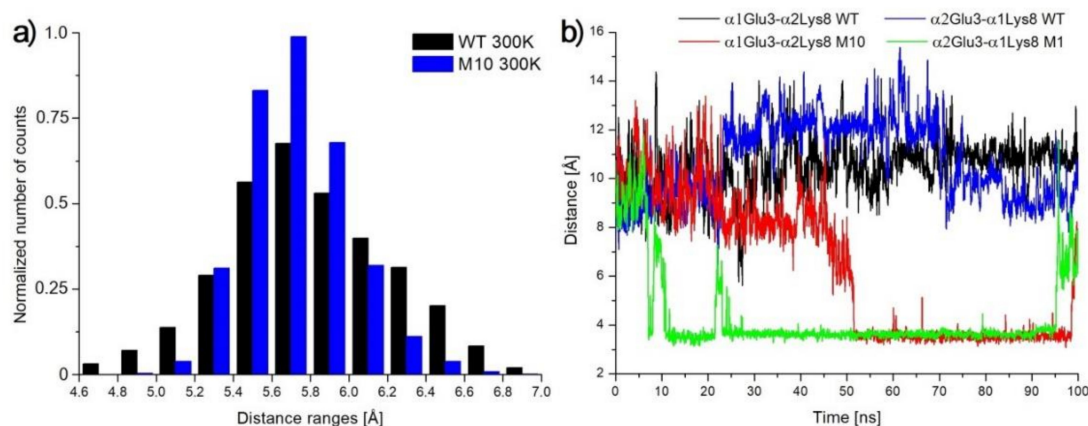 a)
WT 300K
M10 300K
Normalized number of counts
1.0
0.75
0.5
0.25
0
4.6 4.8 5.0 5.2 5.4 5.6 5.8 6.0 6.2 6.4 6.6 6.8 7.0
Distance ranges [Å]
b)
α1Glu3-α2Lys8 WT α2Glu3-α1Lys8 WT
α1Glu3-α2Lys8 M10 α2Glu3-α1Lys8 M1
Distance [Å]
16
14
12
10
8
6
4
2
0 10 20 30 40 50 60 70 80 90 100
Time [ns]